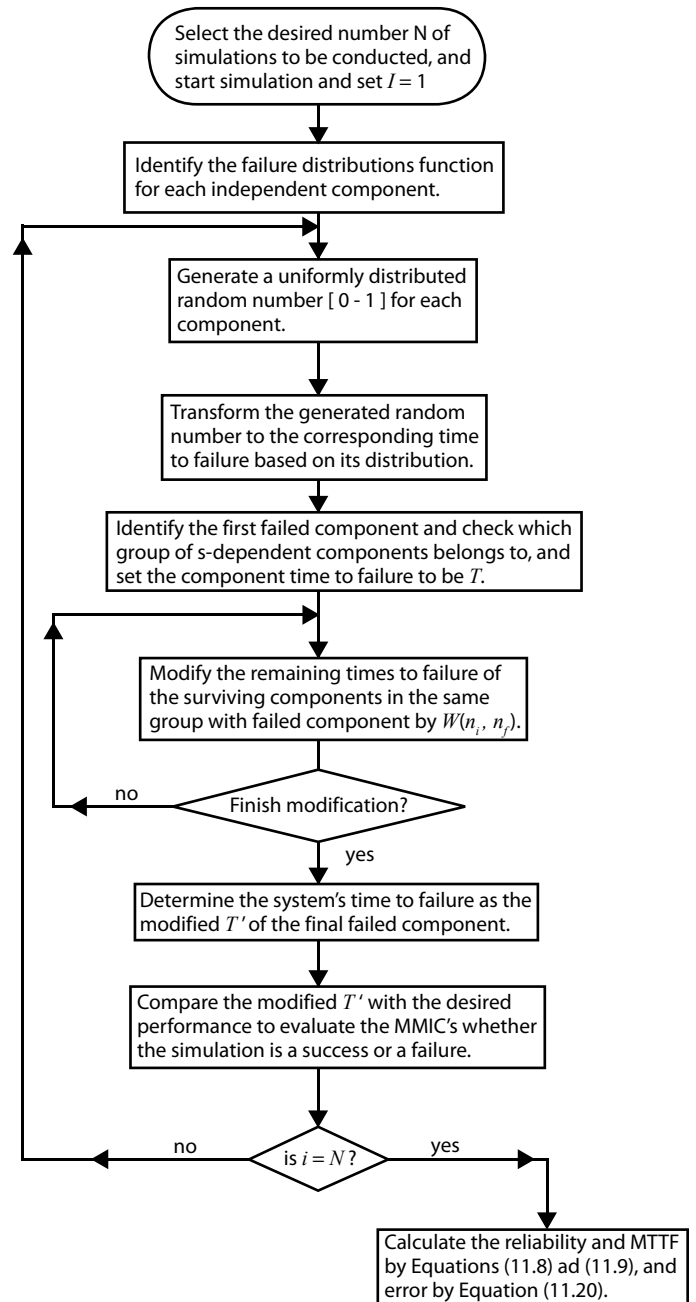 Select the desired number N of
simulations to be conducted, and
start simulation and set I = 1
Identify the failure distributions function
for each independent component.
Generate a uniformly distributed
random number [ 0 - 1 ] for each
component.
Transform the generated random
number to the corresponding time
to failure based on its distribution.
Identify the first failed component and check which
group of s-dependent components belongs to, and
set the component time to failure to be T.
Modify the remaining times to failure of
the surviving components in the same
group with failed component by W(n_i, n_f).
no
Finish modification?
yes
Determine the system's time to failure as the
modified T' of the final failed component.
Compare the modified T' with the desired
performance to evaluate the MMIC's whether
the simulation is a success or a failure.
no
is i = N ?
yes
Calculate the reliability and MTTF
by Equations (11.8) ad (11.9), and
error by Equation (11.20).